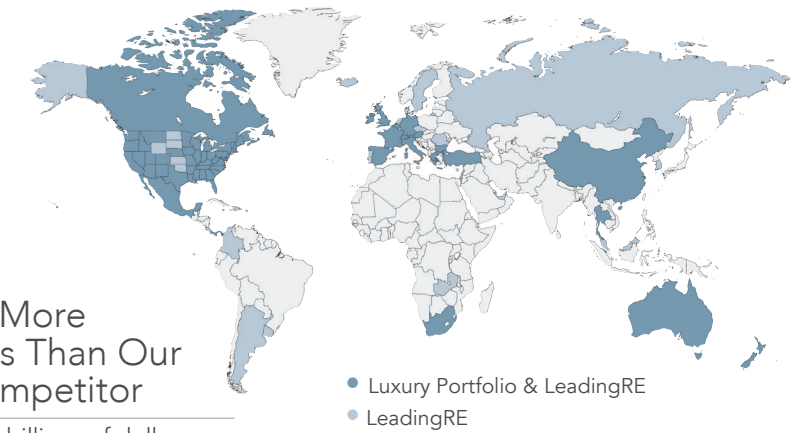 More
s Than Our
mpetitor
Luxury Portfolio & LeadingRE
LeadingRE